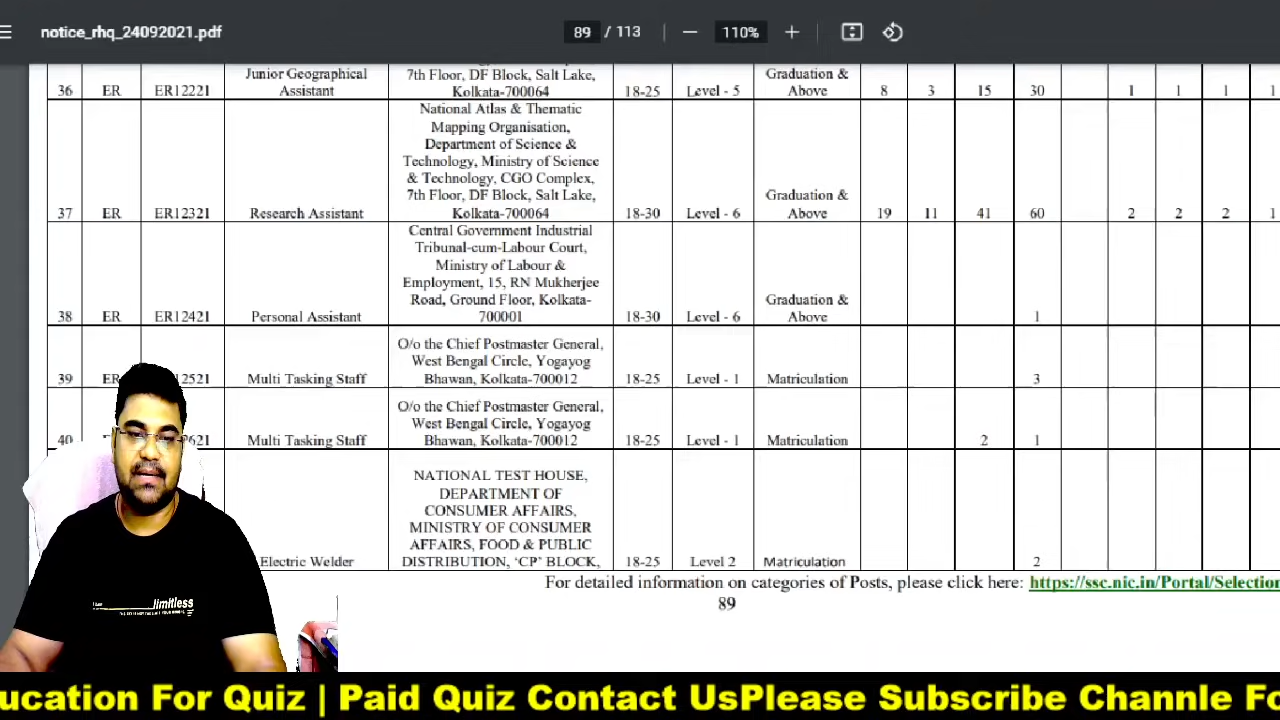 notice_rhq_24092021.pdf
89 / 113
110%
36 ER ER12221 Junior Geographical Assistant 7th Floor, DF Block, Salt Lake, Kolkata-700064 18-25 Level - 5 Graduation & Above 8 3 15 30 1 1 1 1
37 ER ER12321 Research Assistant National Atlas & Thematic Mapping Organisation, Department of Science & Technology, Ministry of Science & Technology, CGO Complex, 7th Floor, DF Block, Salt Lake, Kolkata-700064 18-30 Level - 6 Graduation & Above 19 11 41 60 2 2 2 1
38 ER ER12421 Personal Assistant Central Government Industrial Tribunal-cum-Labour Court, Ministry of Labour & Employment, 15, RN Mukherjee Road, Ground Floor, Kolkata-700001 18-30 Level - 6 Graduation & Above 1
39 ER 12521 Multi Tasking Staff O/o the Chief Postmaster General, West Bengal Circle, Yogayog Bhawan, Kolkata-700012 18-25 Level - 1 Matriculation 3
40 621 Multi Tasking Staff O/o the Chief Postmaster General, West Bengal Circle, Yogayog Bhawan, Kolkata-700012 18-25 Level - 1 Matriculation 2 1
Electric Welder NATIONAL TEST HOUSE, DEPARTMENT OF CONSUMER AFFAIRS, MINISTRY OF CONSUMER AFFAIRS, FOOD & PUBLIC DISTRIBUTION, ‘CP’ BLOCK, 18-25 Level 2 Matriculation 2
For detailed information on categories of Posts, please click here: https://ssc.nic.in/Portal/Selection
89
limitless
ucation For Quiz | Paid Quiz Contact UsPlease Subscribe Channle Fo